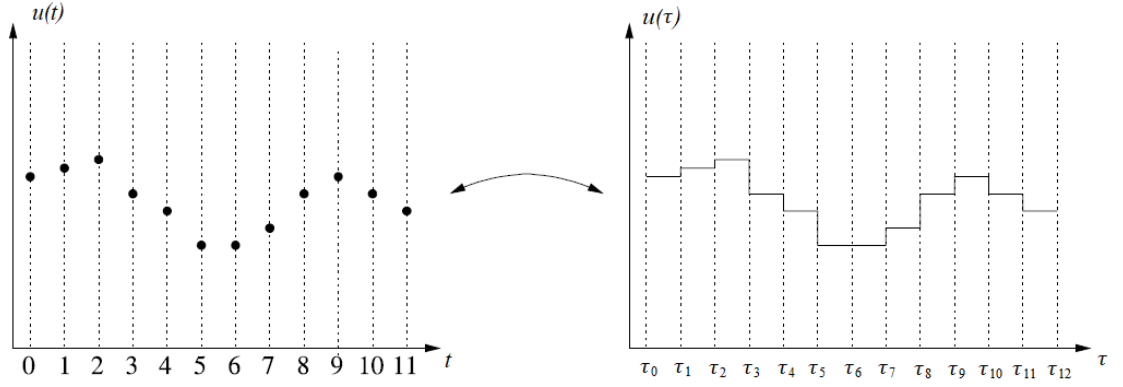 u(t)
0 1 2 3 4 5 6 7 8 9 10 11 t
u(τ)
τ₀ τ₁ τ₂ τ₃ τ₄ τ₅ τ₆ τ₇ τ₈ τ₉ τ₁₀ τ₁₁ τ₁₂ τ